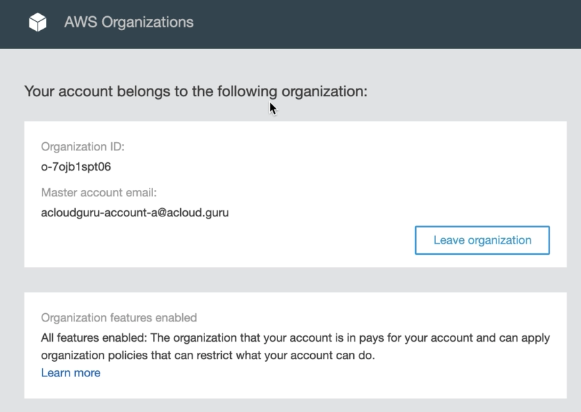 AWS Organizations
Your account belongs to the following organization:
Organization ID:
o-7ojb1spt06
Master account email:
acloudguru-account-a@acloud.guru
Leave organization
Organization features enabled
All features enabled: The organization that your account is in pays for your account and can apply
organization policies that can restrict what your account can do.
Learn more